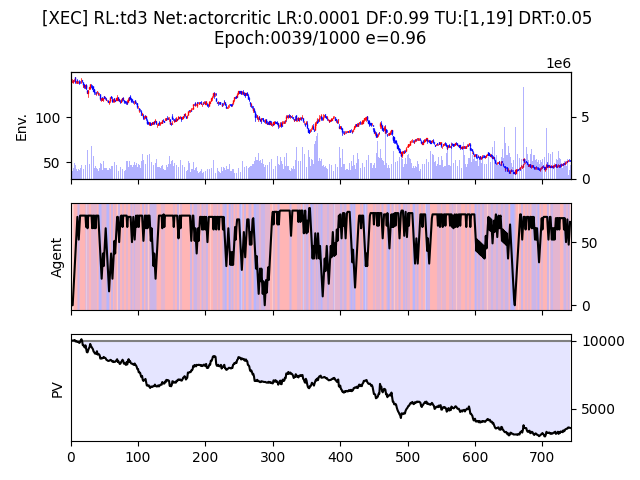 [XEC] RL:td3 Net:actorcritic LR:0.0001 DF:0.99 TU:[1,19] DRT:0.05
Epoch:0039/1000 e=0.96
1e6
Env.
100
50
5
0
Agent
50
0
PV
10000
5000
0 100 200 300 400 500 600 700